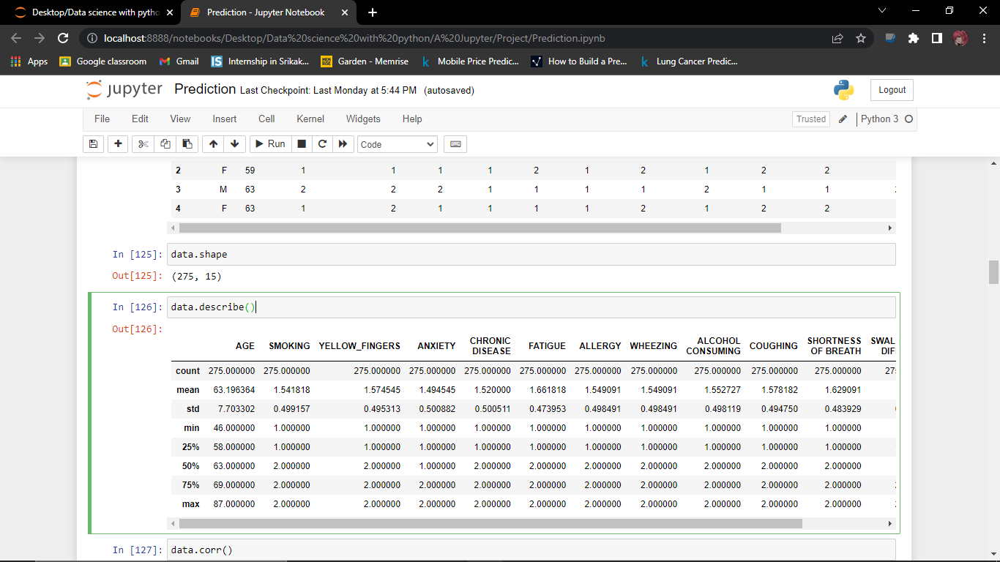 Desktop/Data science with pytho
Prediction - Jupyter Notebook
localhost:8888/notebooks/Desktop/Data%20science%20with%20python/A%20Jupyter/Project/Prediction.ipynb
Apps Google classroom Gmail Internship in Srikak... Garden - Memrise Mobile Price Predic... How to Build a Pre... Lung Cancer Predic...
jupyter Prediction Last Checkpoint: Last Monday at 5:44 PM (autosaved) Logout
File Edit View Insert Cell Kernel Widgets Help Trusted Python 3
Run Code
2 F 59 1 1 1 1 2 1 2 1 2 2
3 M 63 2 2 2 1 1 1 1 2 1 1
4 F 63 1 2 1 1 1 1 2 1 2 2
In [125]: data.shape
Out[125]: (275, 15)
In [126]: data.describe()
Out[126]:
AGE SMOKING YELLOW_FINGERS ANXIETY CHRONIC DISEASE FATIGUE ALLERGY WHEEZING ALCOHOL CONSUMING COUGHING SHORTNESS OF BREATH SWAL DIF
count 275.000000 275.000000 275.000000 275.000000 275.000000 275.000000 275.000000 275.000000 275.000000 275.000000 275.000000 27
mean 63.196364 1.541818 1.574545 1.494545 1.520000 1.661818 1.549091 1.549091 1.552727 1.578182 1.629091
std 7.703302 0.499157 0.495313 0.500882 0.500511 0.473953 0.498491 0.498491 0.498119 0.494750 0.483929
min 46.000000 1.000000 1.000000 1.000000 1.000000 1.000000 1.000000 1.000000 1.000000 1.000000 1.000000
25% 58.000000 1.000000 1.000000 1.000000 1.000000 1.000000 1.000000 1.000000 1.000000 1.000000 1.000000
50% 63.000000 2.000000 2.000000 1.000000 2.000000 2.000000 2.000000 2.000000 2.000000 2.000000 2.000000
75% 69.000000 2.000000 2.000000 2.000000 2.000000 2.000000 2.000000 2.000000 2.000000 2.000000 2.000000
max 87.000000 2.000000 2.000000 2.000000 2.000000 2.000000 2.000000 2.000000 2.000000 2.000000 2.000000
In [127]: data.corr()